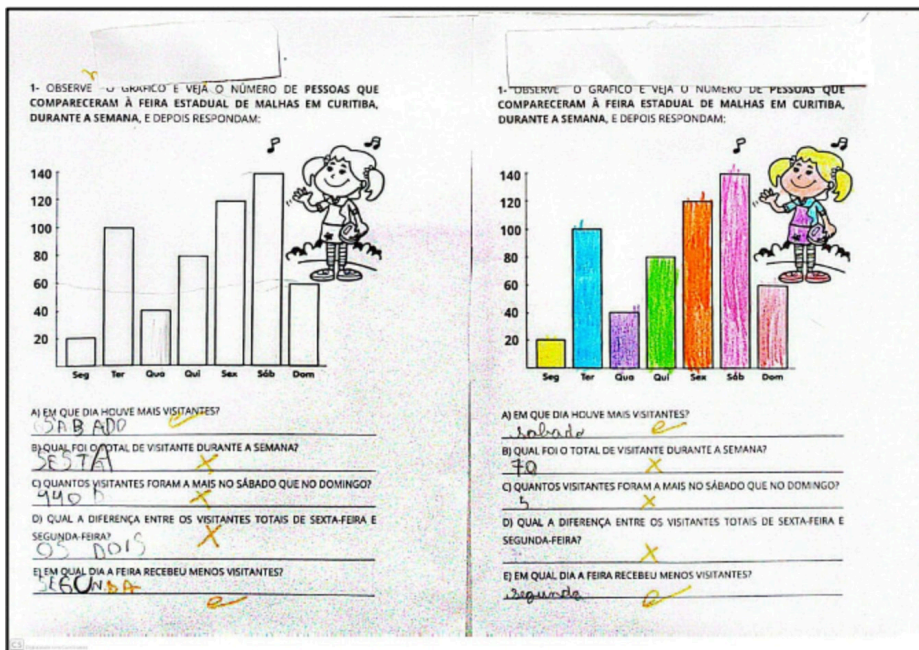 1- OBSERVE O GRÁFICO E VEJA O NÚMERO DE PESSOAS QUE
COMPARECERAM À FEIRA ESTADUAL DE MALHAS EM CURITIBA,
DURANTE A SEMANA, E DEPOIS RESPONDAM:
140
120
100
80
60
40
20
Seg Ter Qua Qui Sex Sáb Dom
A) EM QUE DIA HOUVE MAIS VISITANTES?
SABADO
B) QUAL FOI O TOTAL DE VISITANTE DURANTE A SEMANA?
SESTA
C) QUANTOS VISITANTES FORAM A MAIS NO SÁBADO QUE NO DOMINGO?
D) QUAL A DIFERENÇA ENTRE OS VISITANTES TOTAIS DE SEXTA-FEIRA E
SEGUNDA-FEIRA?
OS DOIS
E) EM QUAL DIA A FEIRA RECEBEU MENOS VISITANTES?
SEGUNDA
1- OBSERVE O GRÁFICO E VEJA O NÚMERO DE PESSOAS QUE
COMPARECERAM À FEIRA ESTADUAL DE MALHAS EM CURITIBA,
DURANTE A SEMANA, E DEPOIS RESPONDAM:
140
120
100
80
60
40
20
Seg Ter Qua Qui Sex Sáb Dom
A) EM QUE DIA HOUVE MAIS VISITANTES?
sabado
B) QUAL FOI O TOTAL DE VISITANTE DURANTE A SEMANA?
70
C) QUANTOS VISITANTES FORAM A MAIS NO SÁBADO QUE NO DOMINGO?
5
D) QUAL A DIFERENÇA ENTRE OS VISITANTES TOTAIS DE SEXTA-FEIRA E
SEGUNDA-FEIRA?
E) EM QUAL DIA A FEIRA RECEBEU MENOS VISITANTES?
segunda